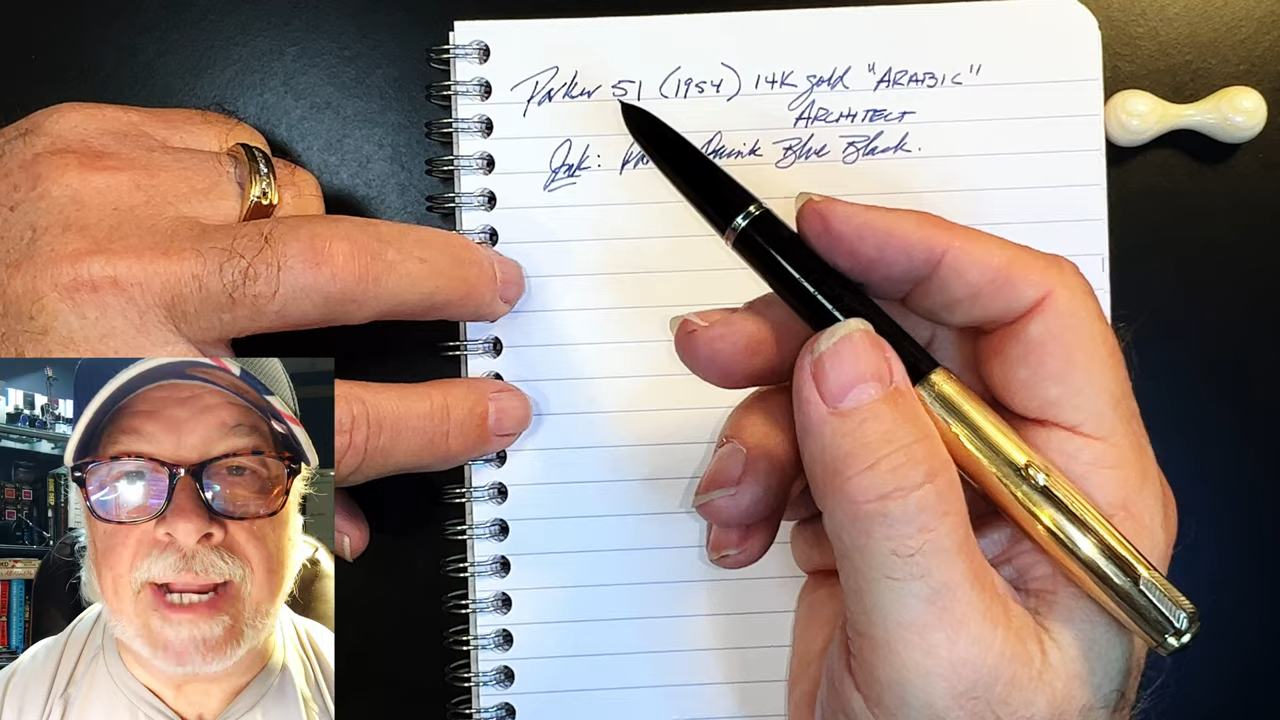 Parker 51 (1954) 14K gold "ARABIC"
ARCHITECT
Ink: Quink Blue Black.